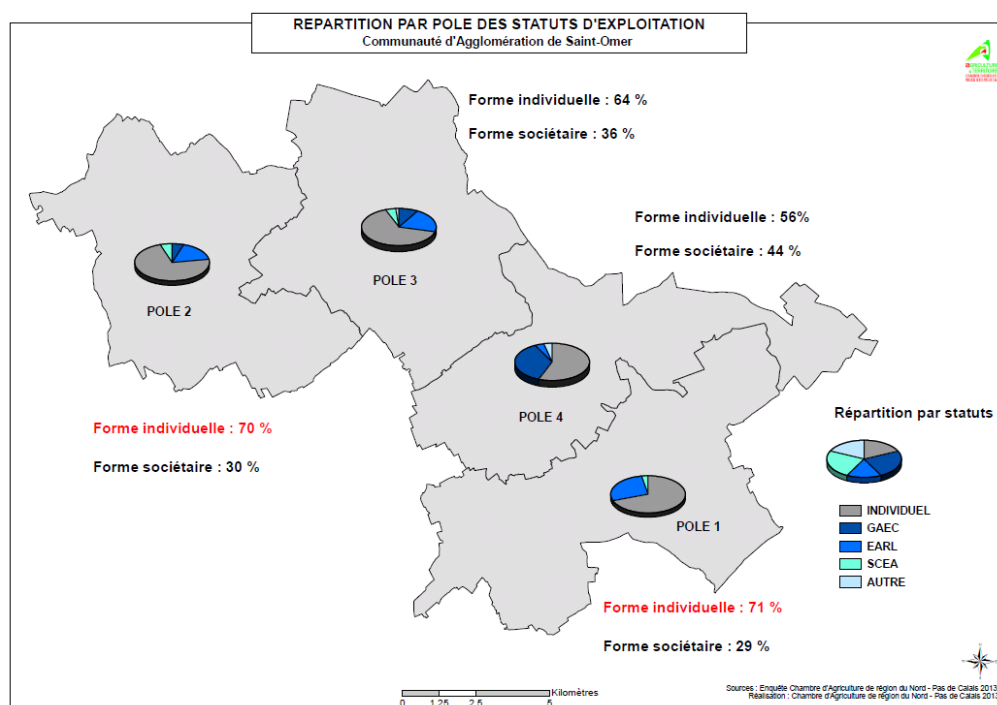 REPARTITION PAR POLE DES STATUTS D'EXPLOITATION
Communauté d'Agglomération de Saint-Omer
Forme individuelle : 64 %
Forme sociétaire : 36 %
Forme individuelle : 56%
Forme sociétaire : 44 %
POLE 3
POLE 2
POLE 4
Forme individuelle : 70 %
Forme sociétaire : 30 %
POLE 1
Répartition par statuts
INDIVIDUEL
GAEC
EARL
SCEA
AUTRE
Forme individuelle : 71 %
Forme sociétaire : 29 %
0 1.25 2.5 5 Kilomètres
Sources : Enquête Chambre d'Agriculture de région du Nord - Pas de Calais 2013
Réalisation : Chambre d'Agriculture de région du Nord - Pas de Calais 2013